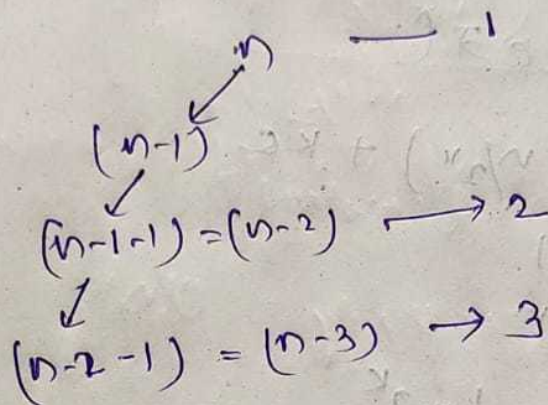 n — 1
(n-1)
(n-1-1) = (n-2) → 2
(n-2-1) = (n-3) → 3